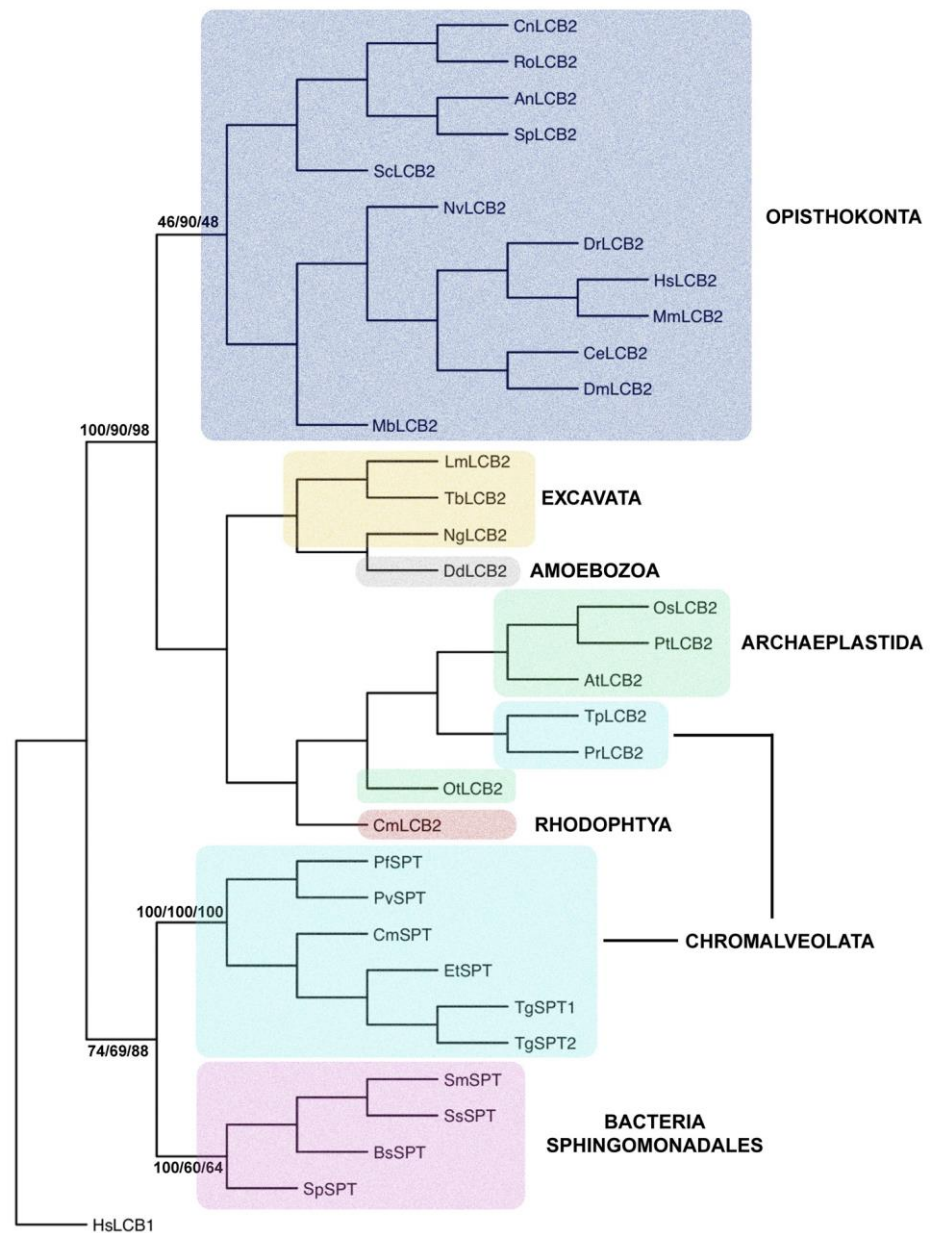 CnLCB2
RoLCB2
AnLCB2
SpLCB2
ScLCB2
NvLCB2
46/90/48
OPISTHOKONTA
DrLCB2
HsLCB2
MmLCB2
CeLCB2
DmLCB2
MbLCB2
100/90/98
LmLCB2
TbLCB2
EXCAVATA
NgLCB2
DdLCB2
AMOEBOZOA
OsLCB2
PtLCB2
ARCHAEPLASTIDA
AtLCB2
TpLCB2
PrLCB2
OtLCB2
CmLCB2
RHODOPHTYA
PfSPT
PvSPT
100/100/100
CmSPT
CHROMALVEOLATA
EtSPT
TgSPT1
TgSPT2
74/69/88
SmSPT
SsSPT
BACTERIA
SPHINGOMONADALES
BsSPT
100/60/64
SpSPT
HsLCB1